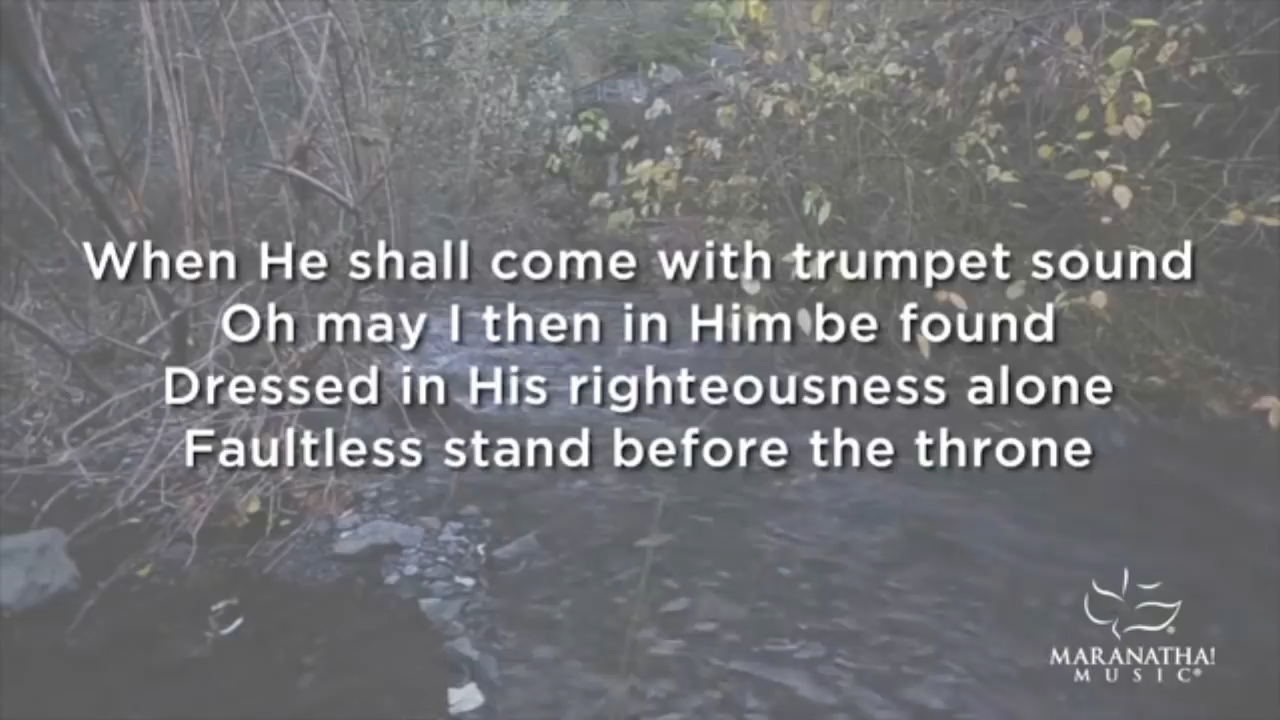 When He shall come with trumpet sound
Oh may I then in Him be found
Dressed in His righteousness alone
Faultless stand before the throne
MARANATHA!
MUSIC®